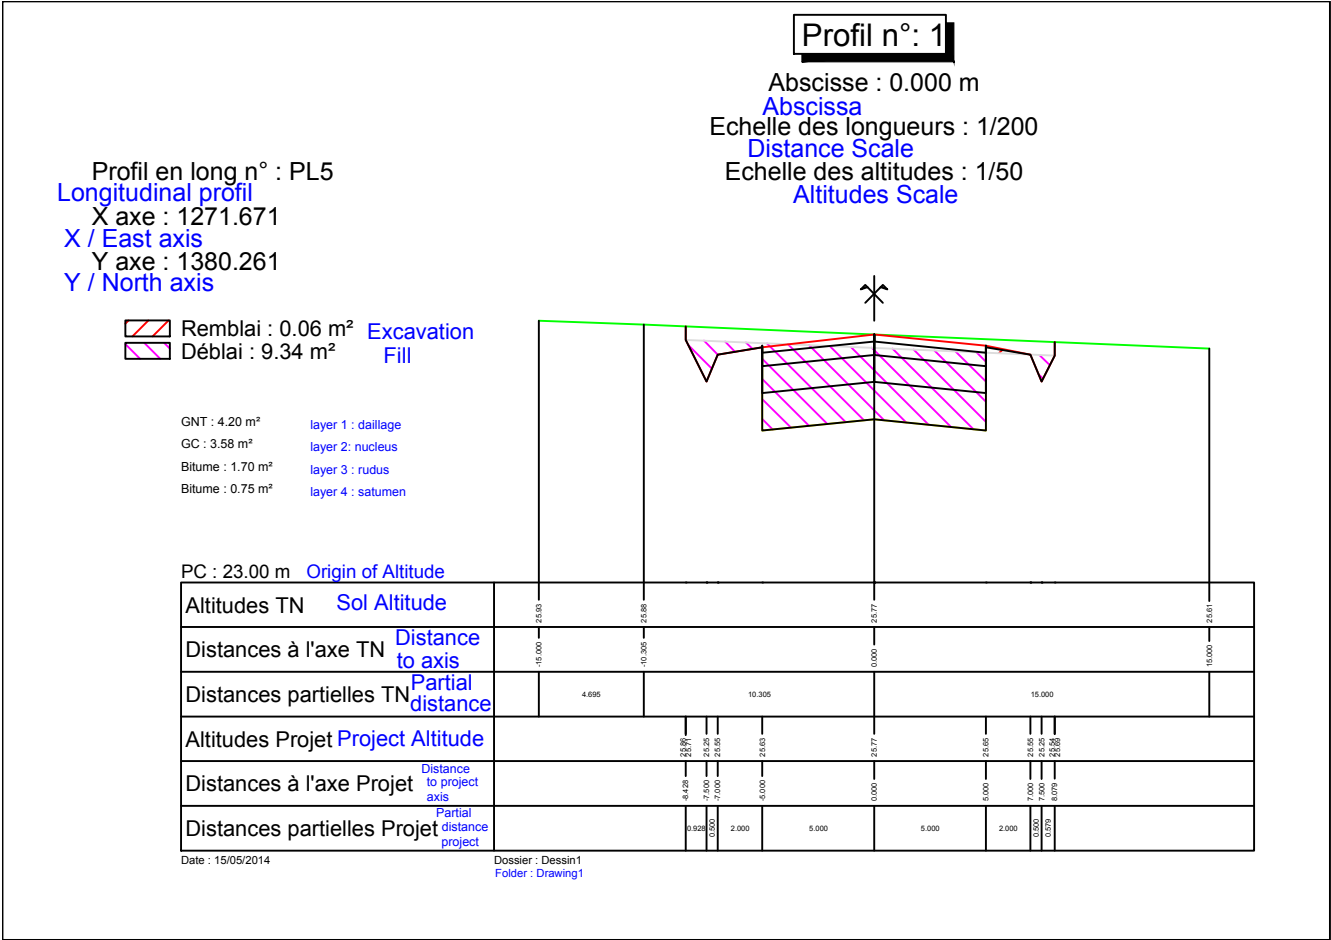 Profil n°: 1
Abscisse : 0.000 m
Abscissa
Echelle des longueurs : 1/200
Distance Scale
Echelle des altitudes : 1/50
Altitudes Scale
Profil en long n° : PL5
Longitudinal profil
X axe : 1271.671
X / East axis
Y axe : 1380.261
Y / North axis
Remblai : 0.06 m² Excavation
Déblai : 9.34 m² Fill
GNT : 4.20 m² layer 1 : daillage
GC : 3.58 m² layer 2: nucleus
Bitume : 1.70 m² layer 3 : rudus
Bitume : 0.75 m² layer 4 : satumen
PC : 23.00 m Origin of Altitude
Altitudes TN Sol Altitude 25.93 25.88 25.77 25.61
Distances à l'axe TN Distance to axis -15.000 -10.305 0.000 15.000
Distances partielles TN Partial distance 4.695 10.305 15.000
Altitudes Projet Project Altitude 25.71 25.25 25.55 25.63 25.77 25.65 25.55 25.25 25.69
Distances à l'axe Projet Distance to project axis -8.428 -7.500 -7.000 -5.000 0.000 5.000 7.000 7.500 8.079
Distances partielles Projet Partial distance project 0.928 0.500 2.000 5.000 5.000 2.000 0.500 0.579
Date : 15/05/2014
Dossier : Dessin1
Folder : Drawing1